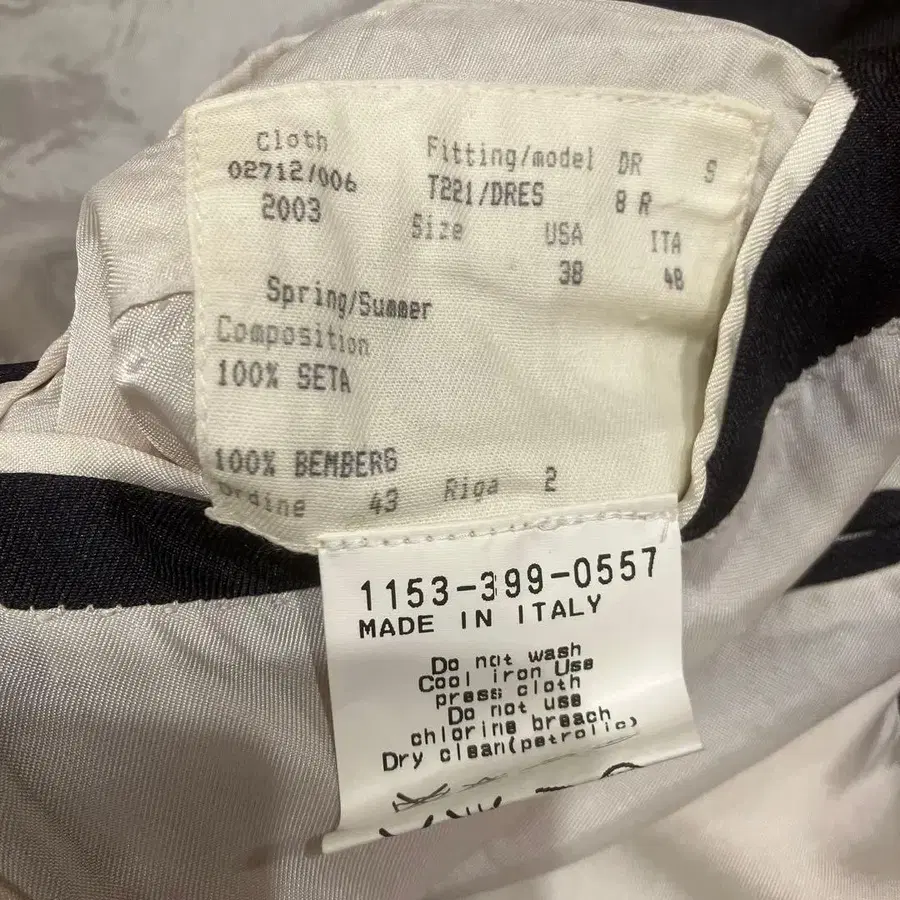 Cloth
02712/006
2003
Fitting/model DR S
T221/DRES 8 R
Size USA ITA
38 48
Spring/Summer
Composition
100% SETA
100% BEMBERG
Ordine 43 Riga 2
1153-399-0557
MADE IN ITALY
Do not wash
Cool iron Use
press cloth
Do not use
chlorine breach
Dry clean(petrolic)